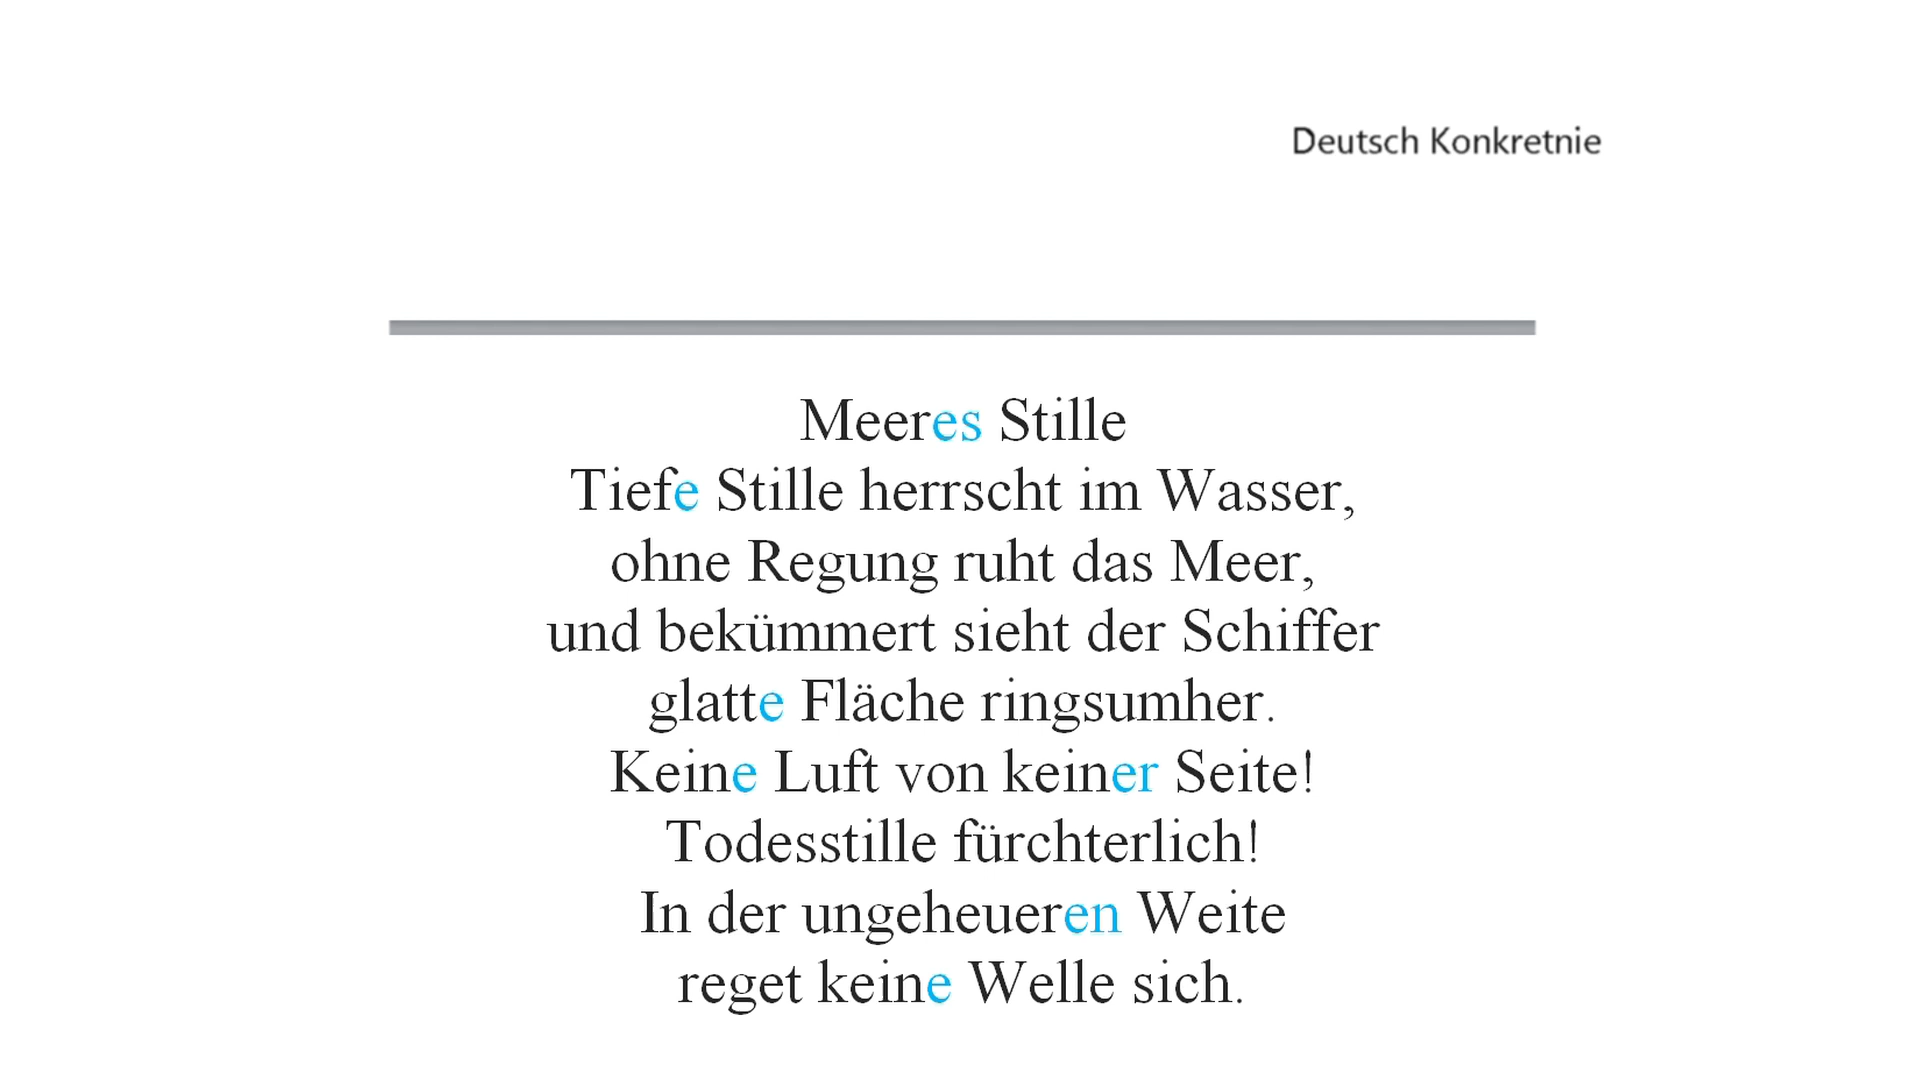 Deutsch Konkretnie
Meeres Stille
Tiefe Stille herrscht im Wasser,
ohne Regung ruht das Meer,
und bekümmert sieht der Schiffer
glatte Fläche ringsumher.
Keine Luft von keiner Seite!
Todesstille fürchterlich!
In der ungeheueren Weite
reget keine Welle sich.